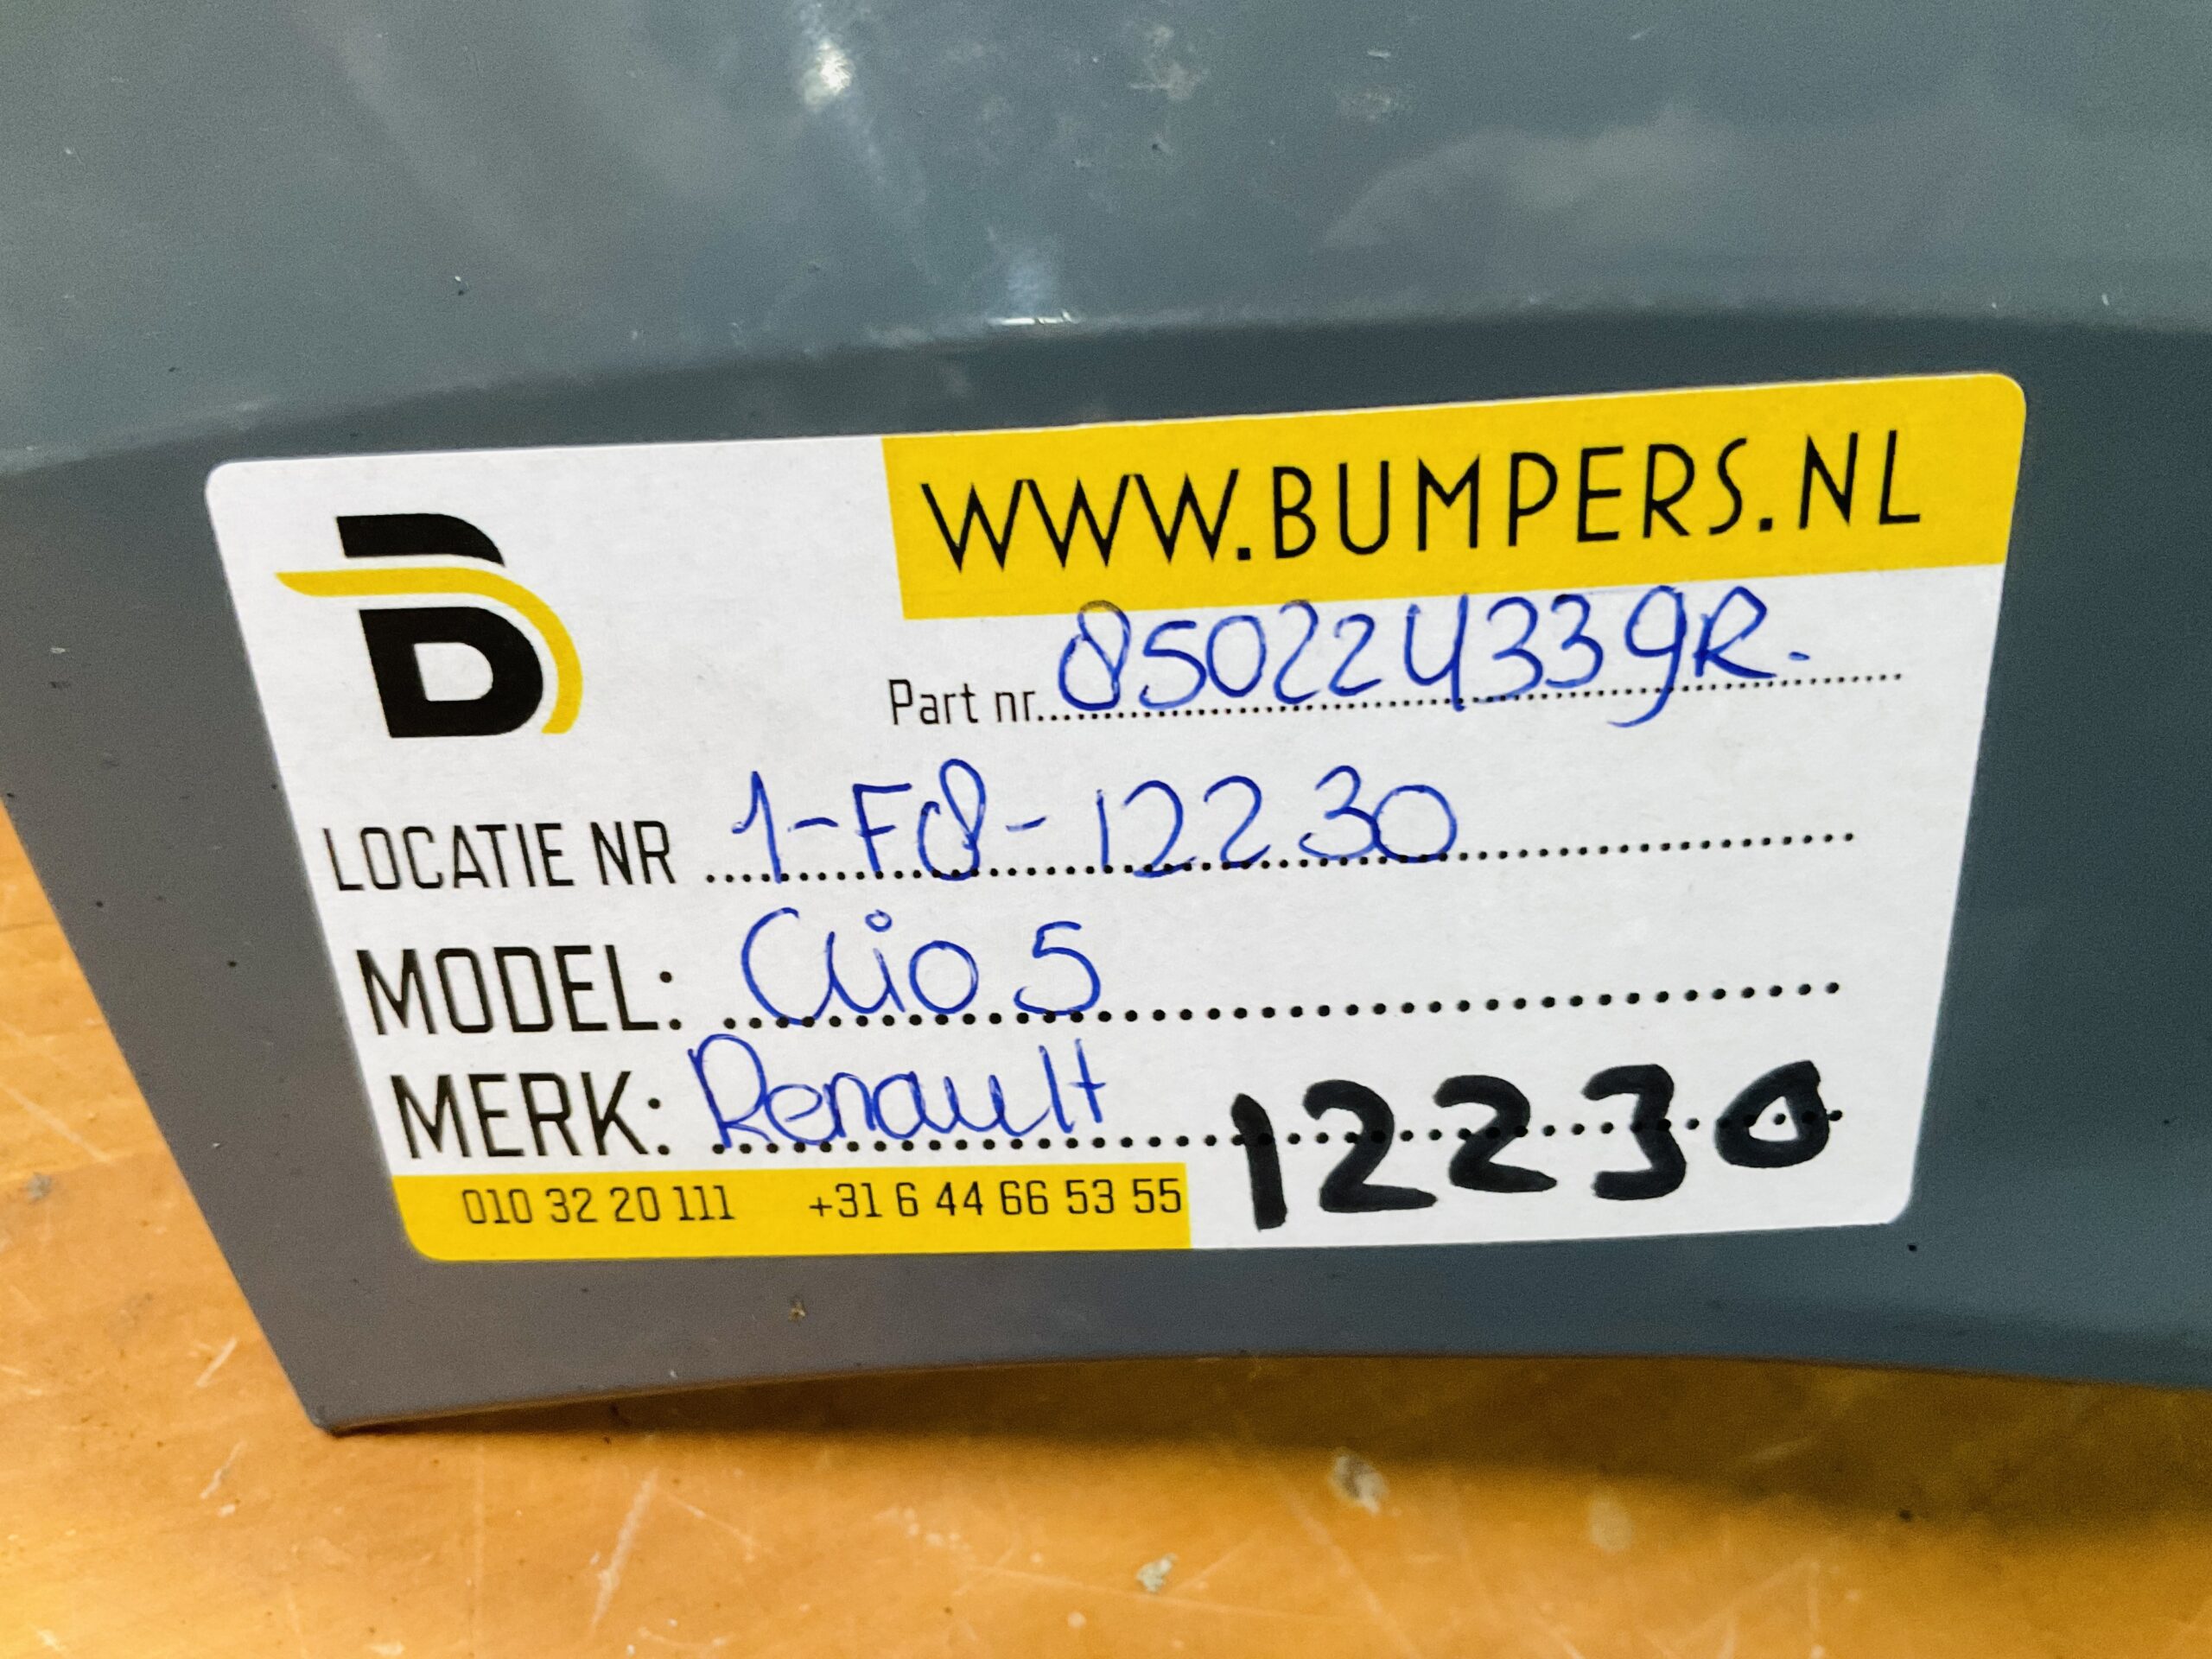 WWW.BUMPERS.NL
Part nr. 850224339R.
LOCATIE NR 1-F8-12230
MODEL: Clio 5
MERK: Renault
12230
010 32 20 111 +31 6 44 66 53 55